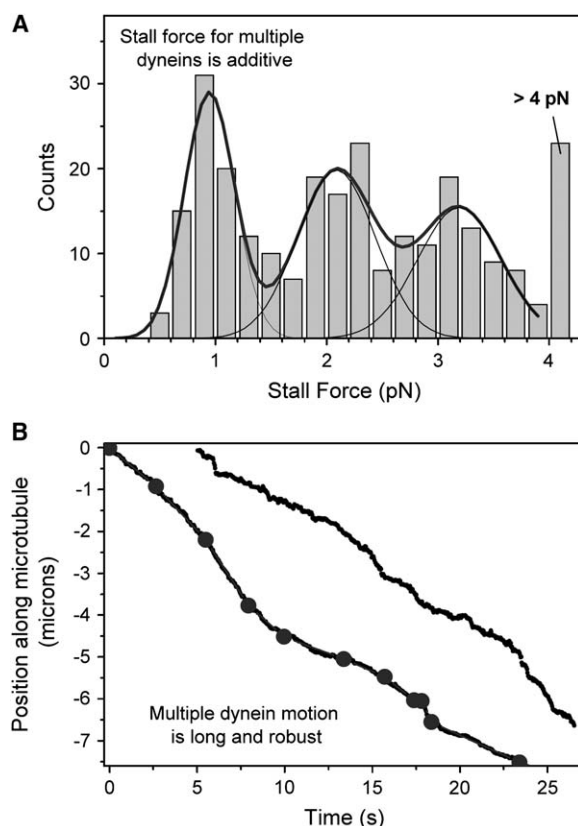 A
Stall force for multiple
dyneins is additive
> 4 pN
30
20
10
0
Counts
0 1 2 3 4
Stall Force (pN)
B
0
-1
-2
-3
-4
-5
-6
-7
Position along microtubule
(microns)
Multiple dynein motion
is long and robust
0 5 10 15 20 25
Time (s)